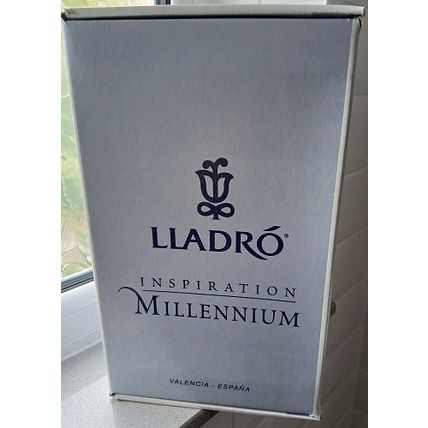 LLADRÓ®
INSPIRATION
MILLENNIUM
VALENCIA - ESPAÑA